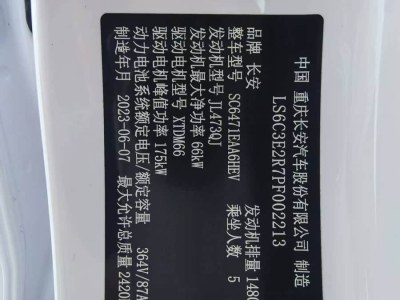 中国 重庆长安汽车股份有限公司 制造
LS6C3E2R7PF002213
品牌 长安
整车型号 SC6471EAA6HEV 发动机排量 148
发动机型号 JL473QJ 乘坐人数 5
发动机最大净功率 66kW
驱动电机型号 XTDM66
驱动电机峰值功率 175kW
动力电池系统额定电压/额定容量 364V/87A
制造年月 2023-06-07 最大允许总质量 2420